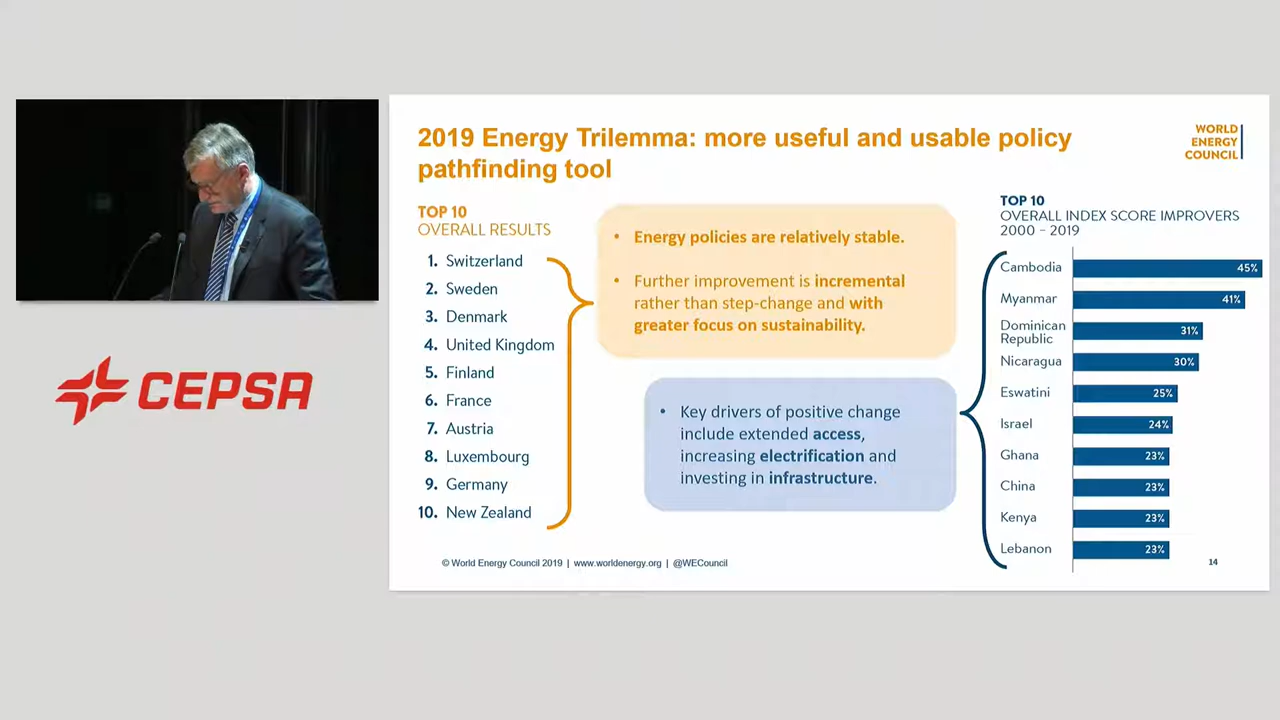 2019 Energy Trilemma: more useful and usable policy
pathfinding tool
WORLD
ENERGY
COUNCIL
TOP 10
OVERALL RESULTS
1. Switzerland
2. Sweden
3. Denmark
4. United Kingdom
5. Finland
6. France
7. Austria
8. Luxembourg
9. Germany
10. New Zealand
• Energy policies are relatively stable.
• Further improvement is incremental
rather than step-change and with
greater focus on sustainability.
• Key drivers of positive change
include extended access,
increasing electrification and
investing in infrastructure.
TOP 10
OVERALL INDEX SCORE IMPROVERS
2000 – 2019
Cambodia 45%
Myanmar 41%
Dominican
Republic 31%
Nicaragua 30%
Eswatini 25%
Israel 24%
Ghana 23%
China 23%
Kenya 23%
Lebanon 23%
© World Energy Council 2019 | www.worldenergy.org | @WECouncil
14
CEPSA